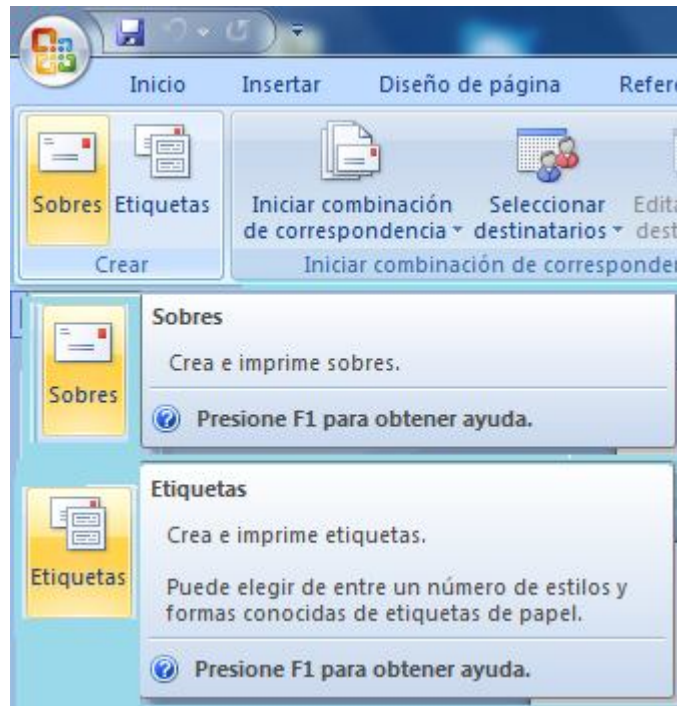 Inicio Insertar Diseño de página
Sobres Etiquetas Iniciar combinación Seleccionar
de correspondencia destinatarios
Crear Iniciar combinación de
Sobres
Crea e imprime sobres.
Sobres
Presione F1 para obtener ayuda.
Etiquetas
Crea e imprime etiquetas.
Etiquetas
Puede elegir de entre un número de estilos y
formas conocidas de etiquetas de papel.
Presione F1 para obtener ayuda.